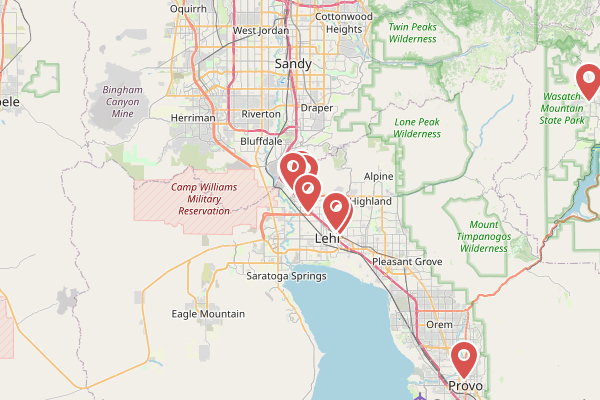 Oquirrh
Cottonwood
Heights
Twin Peaks
Wilderness
West Jordan
Sandy
Bingham
Canyon
Mine
ele
Wasatch
Mountain
State Park
Draper
Riverton
Herriman
Lone Peak
Wilderness
Bluffdale
Alpine
Camp Williams
Military
Reservation
Highland
Lehi
Mount
Timpanogos
Wilderness
Pleasant Grove
Saratoga Springs
Eagle Mountain
Orem
Provo